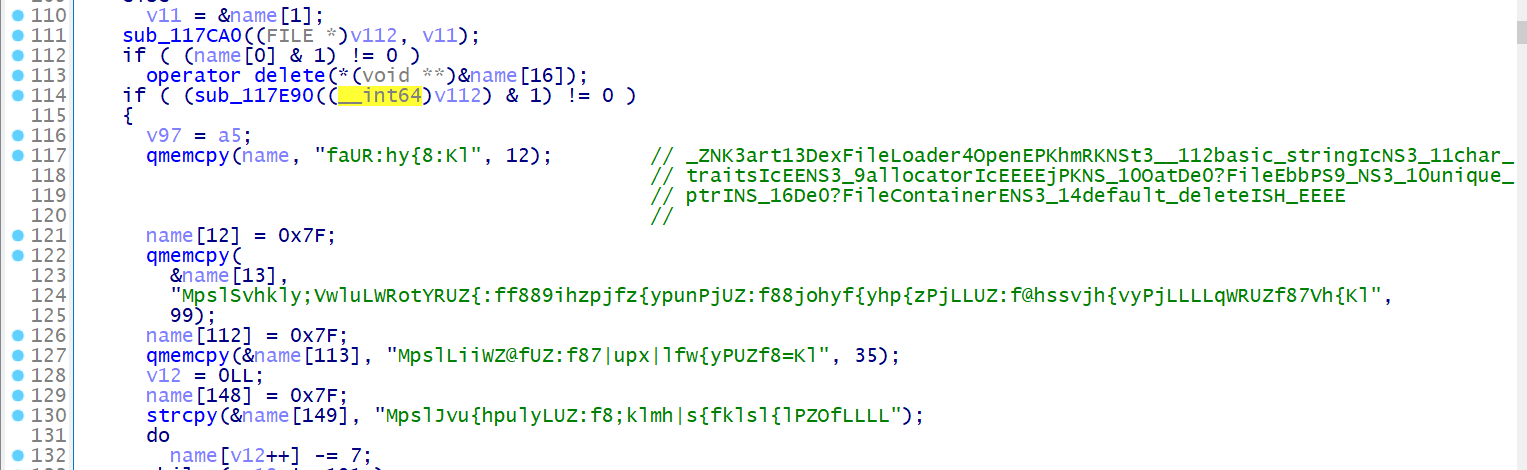 110 v11 = &name[1];
111 sub_117CA0((FILE *)v112, v11);
112 if ( (name[0] & 1) != 0 )
113 operator delete(*(void **)&name[16]);
114 if ( (sub_117E90((__int64)v112) & 1) != 0 )
115 {
116 v97 = a5;
117 qmemcpy(name, "faUR:hy{8:Kl", 12); // _ZNK3art13DexFileLoader4OpenEPKhmRKNSt3__112basic_stringIcNS3_11char_
118 // traitsIcEENS3_9allocatorIcEEEEjPKNS_10OatDe0?FileEbbPS9_NS3_10unique_
119 // ptrINS_16De0?FileContainerENS3_14default_deleteISH_EEEE
120 //
121 name[12] = 0x7F;
122 qmemcpy(
123 &name[13],
124 "MpslSvhkly;VwluLWRotYRUZ{:ff889ihzpjfz{ypunPjUZ:f88johyf{yhp{zPjLLUZ:f@hssvjh{vyPjLLLLqWRUZf87Vh{Kl",
125 99);
126 name[112] = 0x7F;
127 qmemcpy(&name[113], "MpslLiiWZ@fUZ:f87|upx|lfw{yPUZf8=Kl", 35);
128 v12 = 0LL;
129 name[148] = 0x7F;
130 strcpy(&name[149], "MpslJvu{hpulyLUZ:f8;klmh|s{fklsl{lPZOfLLLL");
131 do
132 name[v12++] -= 7;